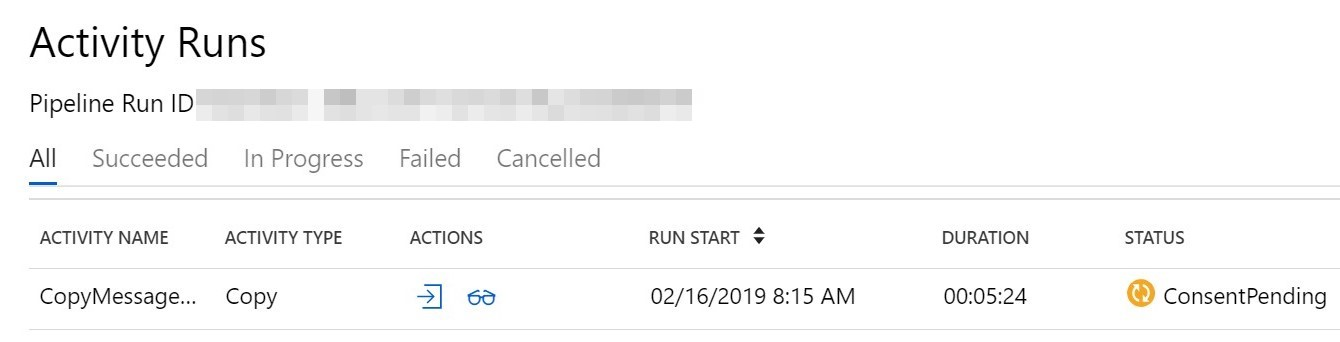 Activity Runs
Pipeline Run ID
All Succeeded In Progress Failed Cancelled
ACTIVITY NAME ACTIVITY TYPE ACTIONS RUN START DURATION STATUS
CopyMessage... Copy 02/16/2019 8:15 AM 00:05:24 ConsentPending